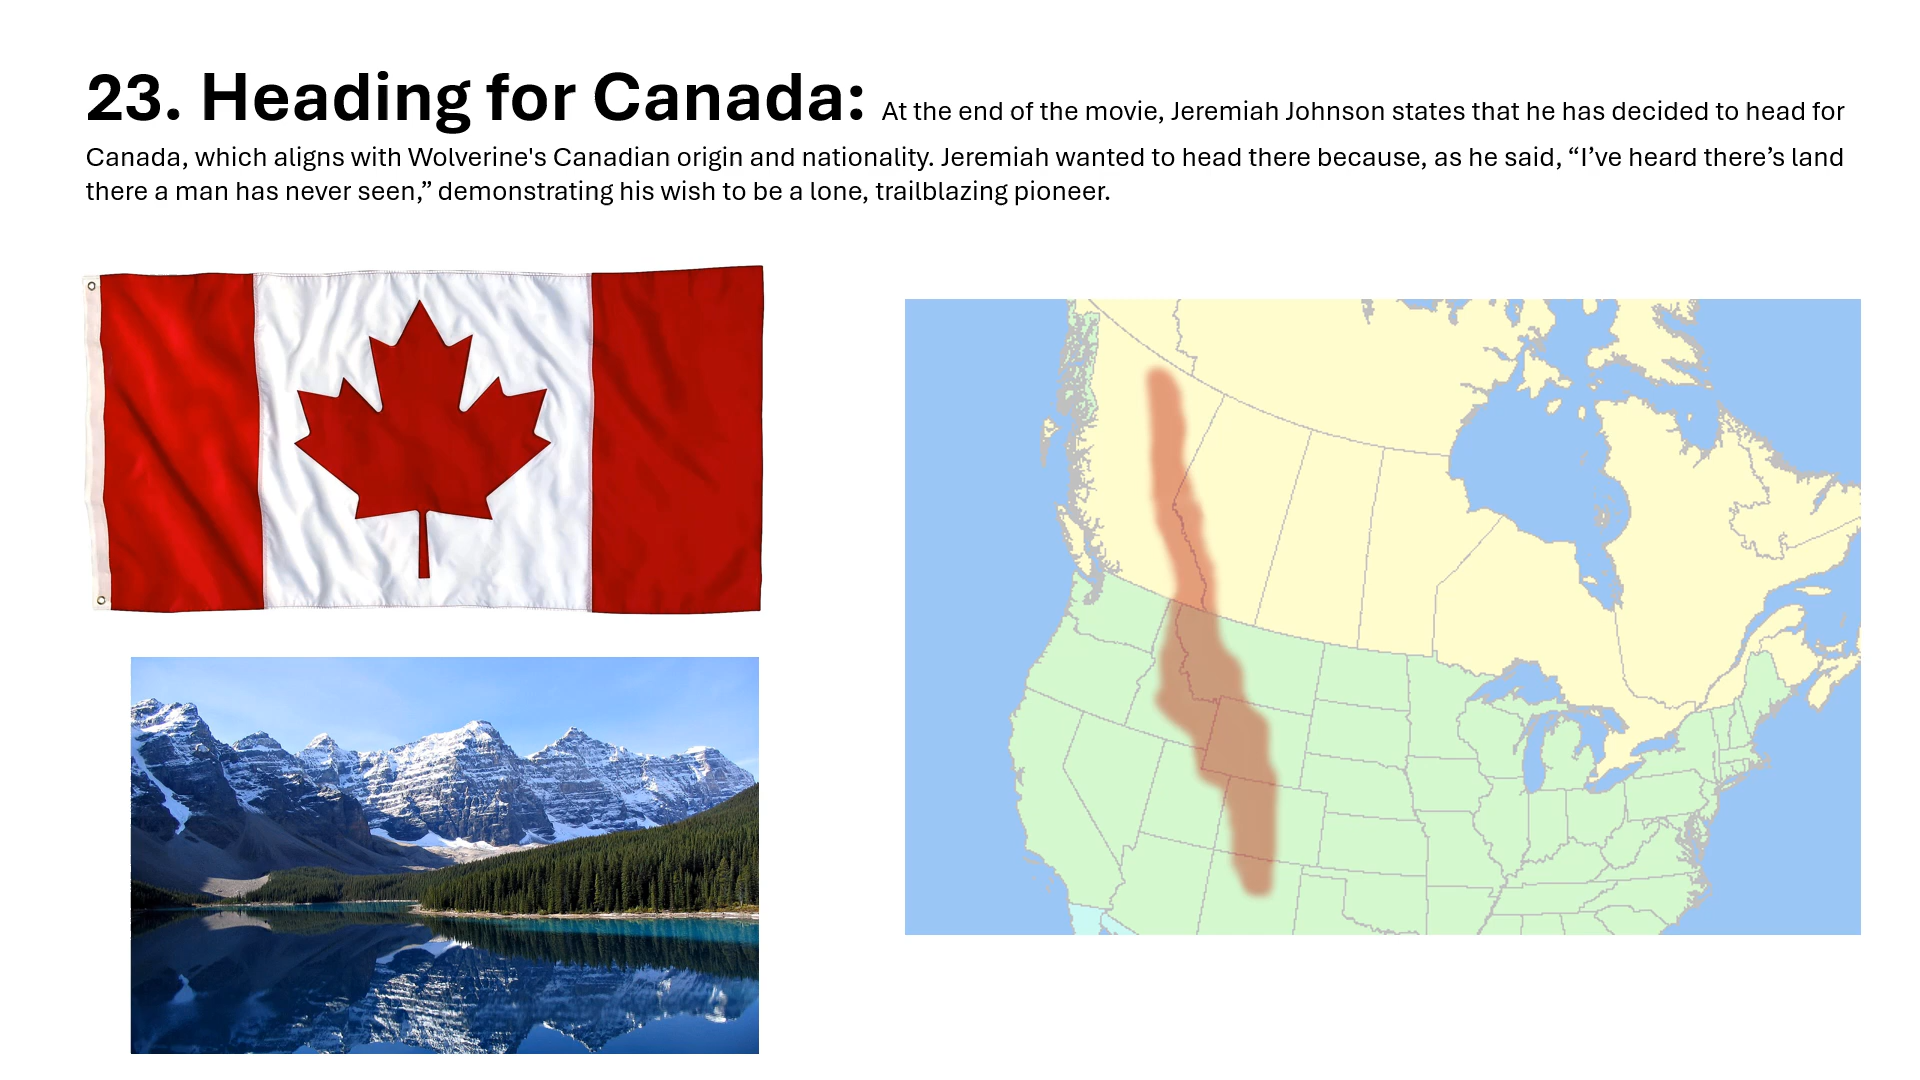 23. Heading for Canada: At the end of the movie, Jeremiah Johnson states that he has decided to head for
Canada, which aligns with Wolverine's Canadian origin and nationality. Jeremiah wanted to head there because, as he said, “I’ve heard there’s land
there a man has never seen,” demonstrating his wish to be a lone, trailblazing pioneer.